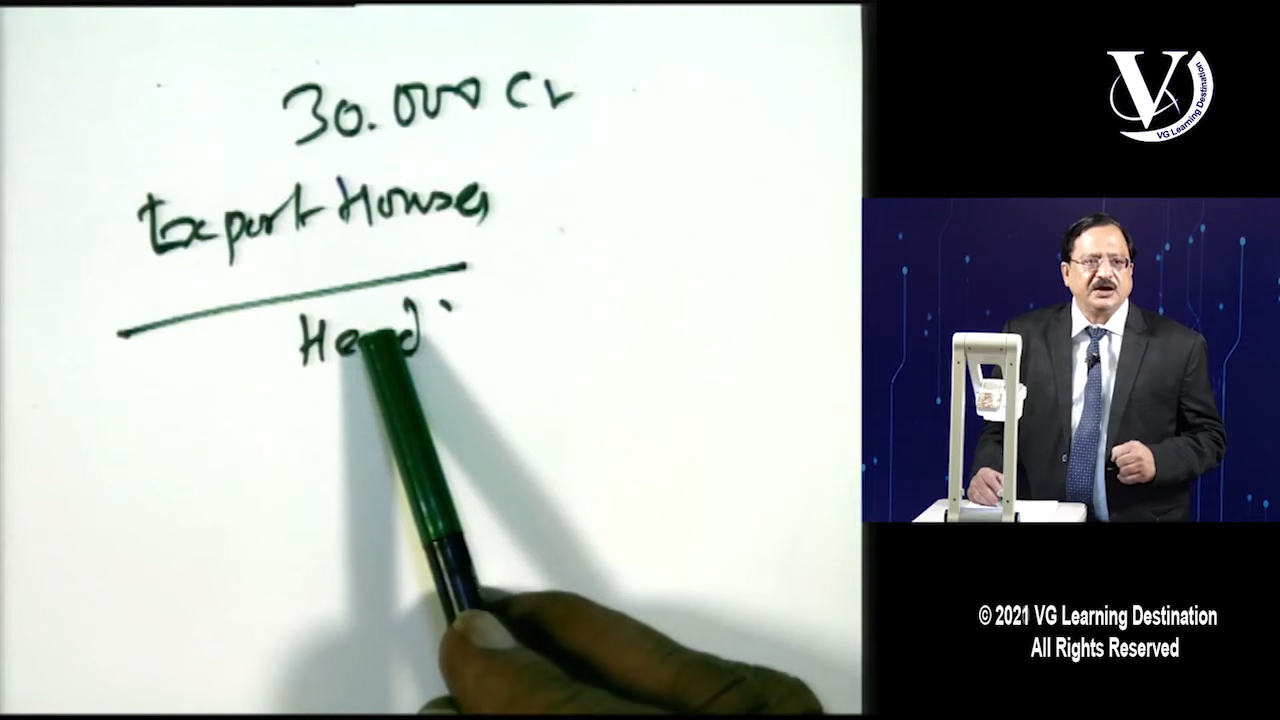 30.000 Cr
Export Houses
V
VG Learning Destination
© 2021 VG Learning Destination
All Rights Reserved